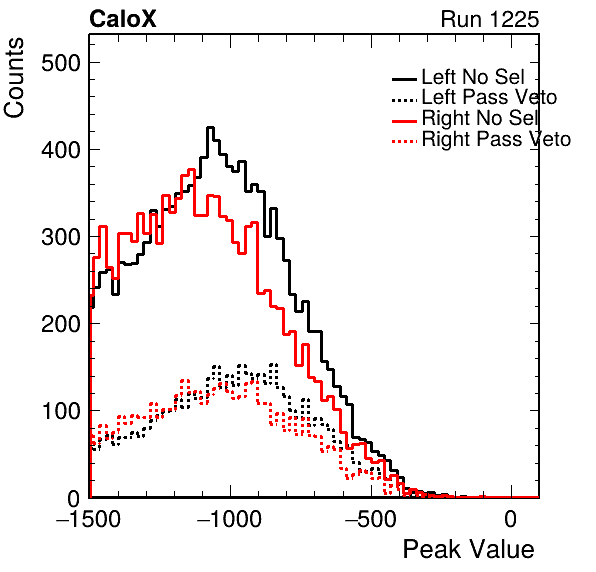 CaloX Run 1225
Counts
500
400
300
200
100
0
Left No Sel
Left Pass Veto
Right No Sel
Right Pass Veto
−1500 −1000 −500 0
Peak Value